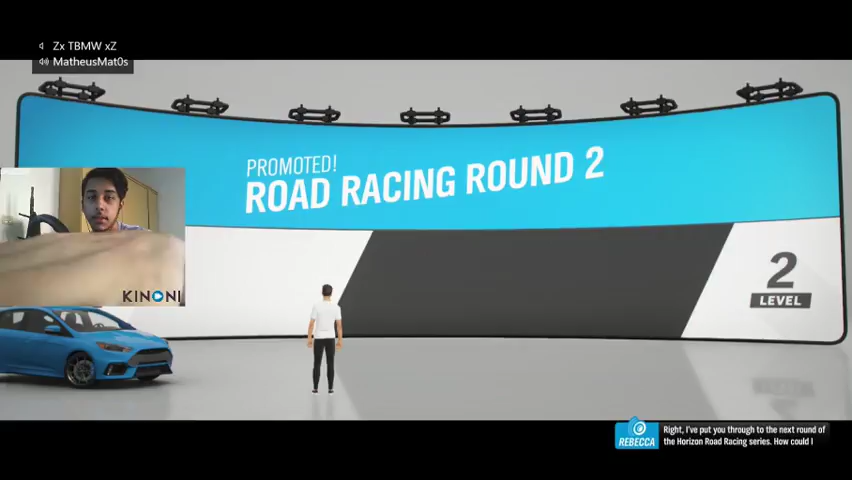 Zx TBMW xZ
MatheusMat0s
PROMOTED!
ROAD RACING ROUND 2
KINONI
2
LEVEL
REBECCA
Right, I've put you through to the next round of
the Horizon Road Racing series. How could I